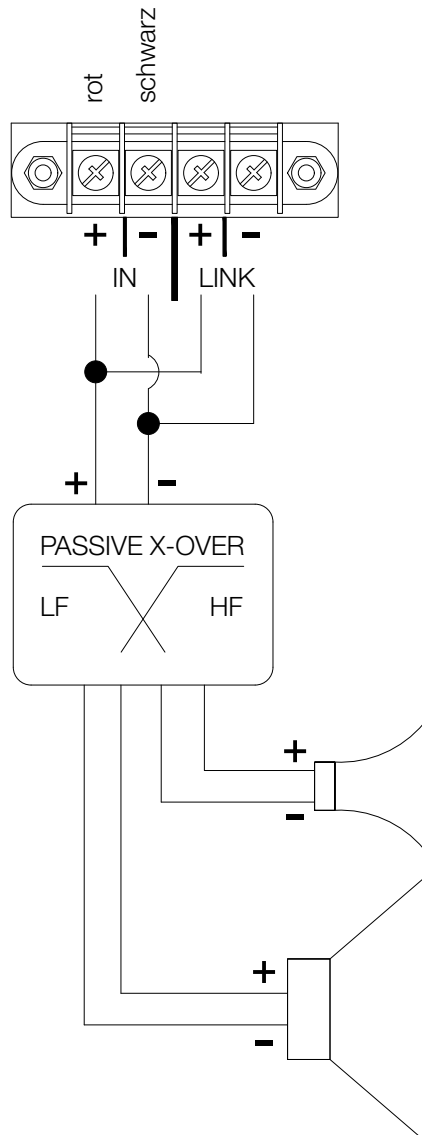 rot schwarz
+ - + -
IN LINK
+ -
PASSIVE X-OVER
LF HF
+
-
+
-